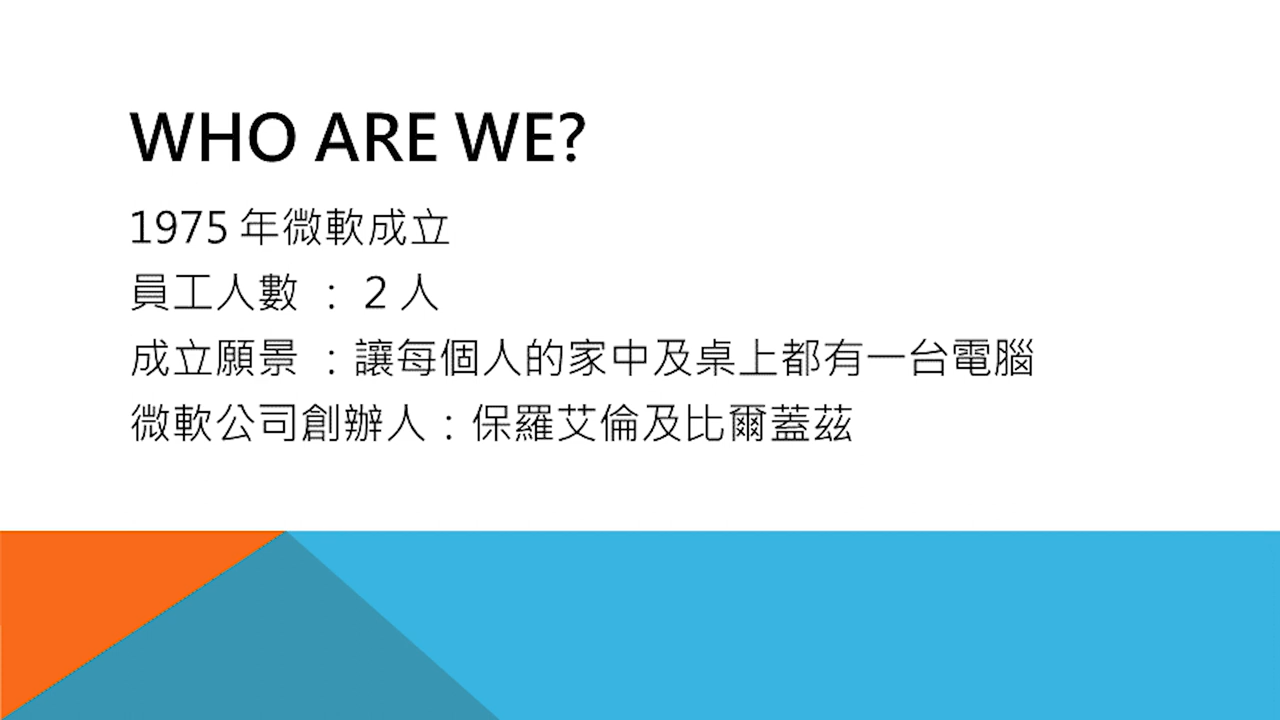 WHO ARE WE?
1975 年微軟成立
員工人數 ： 2 人
成立願景 ：讓每個人的家中及桌上都有一台電腦
微軟公司創辦人：保羅艾倫及比爾蓋茲